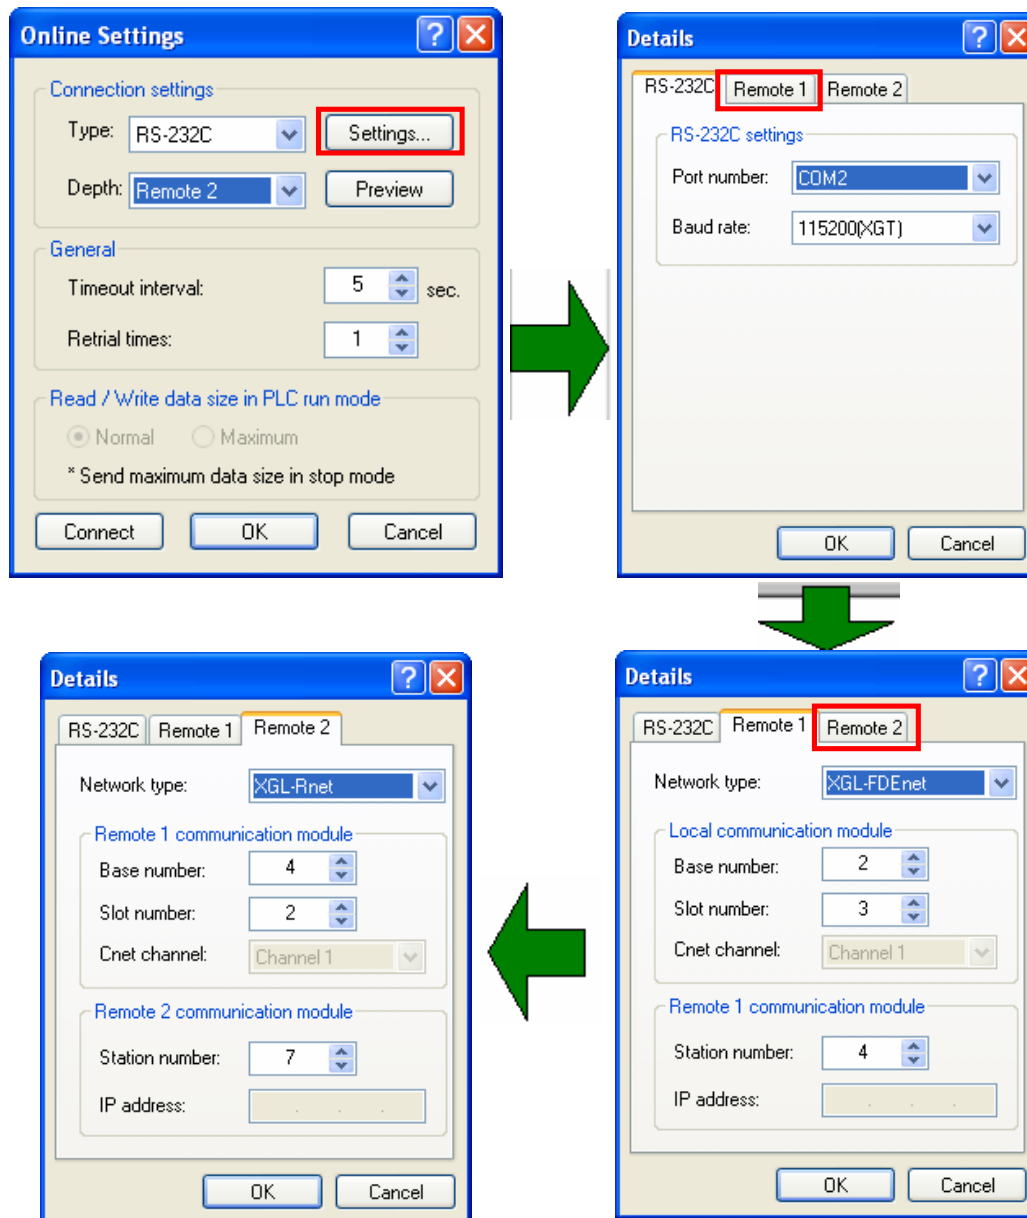 Online Settings
Connection settings
Type: RS-232C Settings...
Depth: Remote 2 Preview
General
Timeout interval: 5 sec.
Retrial times: 1
Read / Write data size in PLC run mode
Normal Maximum
* Send maximum data size in stop mode
Connect OK Cancel
Details
RS-232C Remote 1 Remote 2
RS-232C settings
Port number: COM2
Baud rate: 115200(XGT)
OK Cancel
Details
RS-232C Remote 1 Remote 2
Network type: XGL-FDEnet
Local communication module
Base number: 2
Slot number: 3
Cnet channel: Channel 1
Remote 1 communication module
Station number: 4
IP address: . . .
OK Cancel
Details
RS-232C Remote 1 Remote 2
Network type: XGL-Rnet
Remote 1 communication module
Base number: 4
Slot number: 2
Cnet channel: Channel 1
Remote 2 communication module
Station number: 7
IP address: . . .
OK Cancel